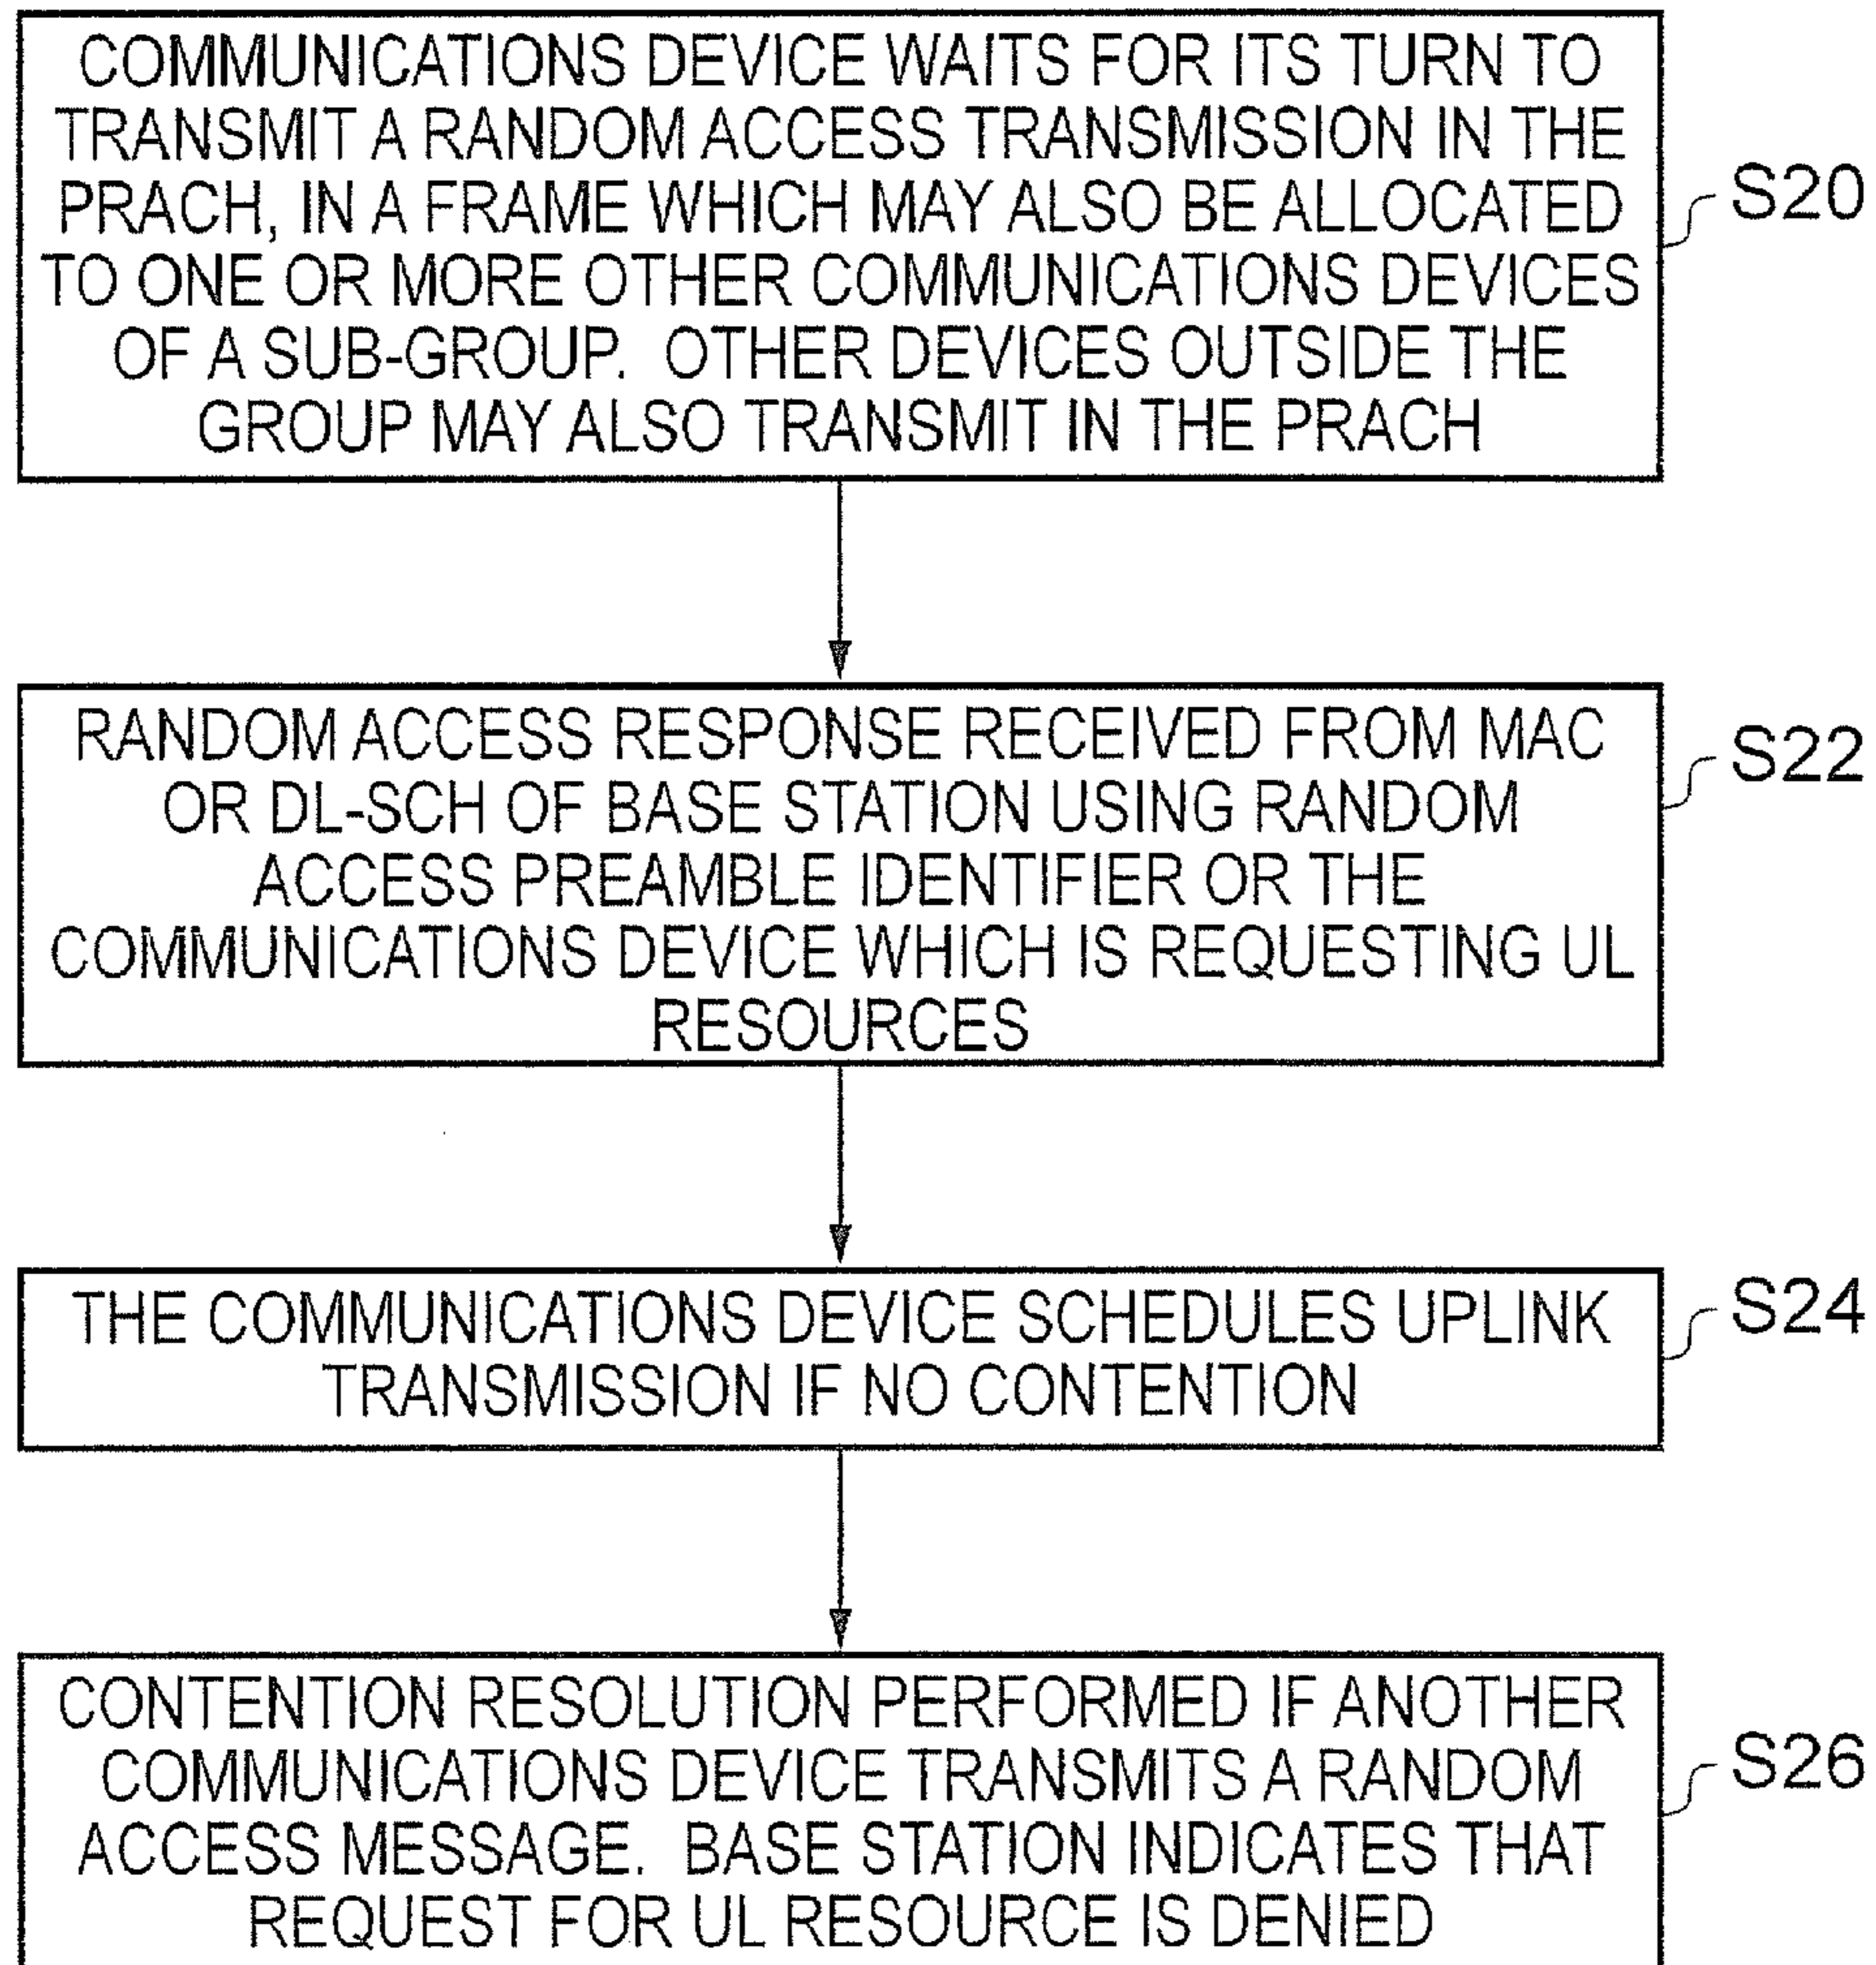 COMMUNICATIONS DEVICE WAITS FOR ITS TURN TO
TRANSMIT A RANDOM ACCESS TRANSMISSION IN THE
PRACH, IN A FRAME WHICH MAY ALSO BE ALLOCATED
TO ONE OR MORE OTHER COMMUNICATIONS DEVICES
OF A SUB-GROUP. OTHER DEVICES OUTSIDE THE
GROUP MAY ALSO TRANSMIT IN THE PRACH
S20
RANDOM ACCESS RESPONSE RECEIVED FROM MAC
OR DL-SCH OF BASE STATION USING RANDOM
ACCESS PREAMBLE IDENTIFIER OR THE
COMMUNICATIONS DEVICE WHICH IS REQUESTING UL
RESOURCES
S22
THE COMMUNICATIONS DEVICE SCHEDULES UPLINK
TRANSMISSION IF NO CONTENTION
S24
CONTENTION RESOLUTION PERFORMED IF ANOTHER
COMMUNICATIONS DEVICE TRANSMITS A RANDOM
ACCESS MESSAGE. BASE STATION INDICATES THAT
REQUEST FOR UL RESOURCE IS DENIED
S26